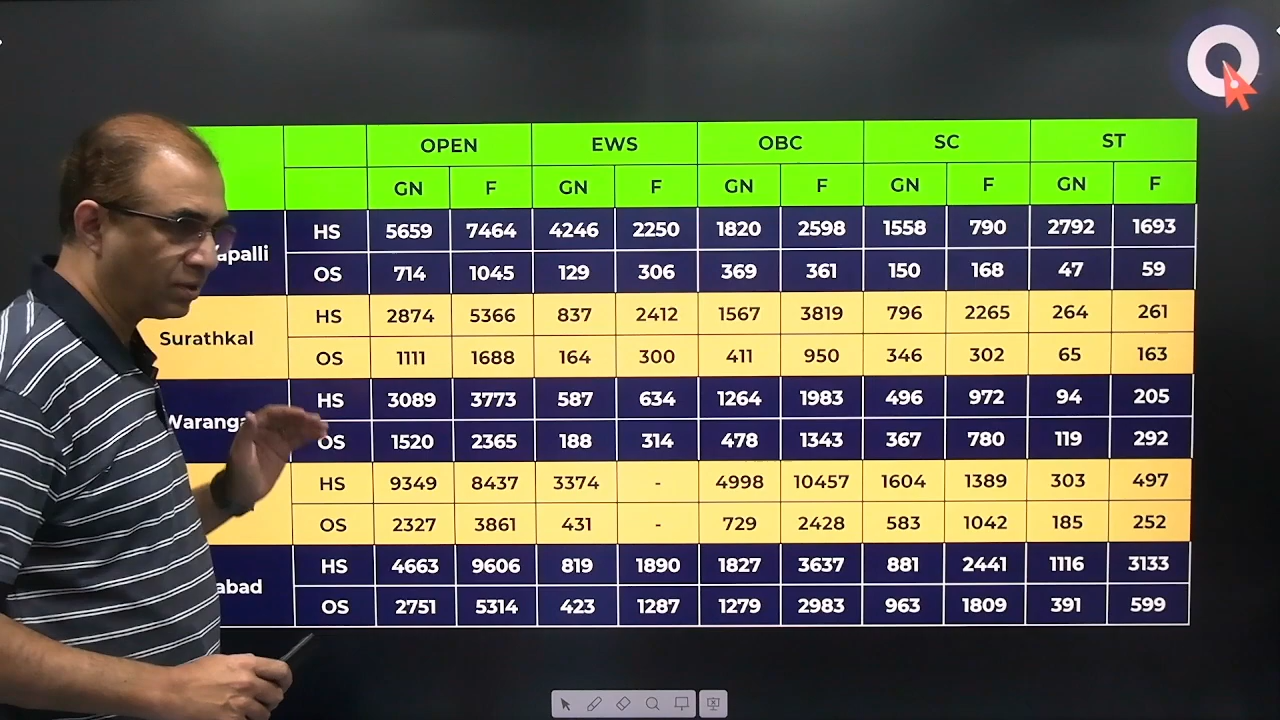 OPEN EWS OBC SC ST
GN F GN F GN F GN F GN F
apalli HS 5659 7464 4246 2250 1820 2598 1558 790 2792 1693
OS 714 1045 129 306 369 361 150 168 47 59
Surathkal HS 2874 5366 837 2412 1567 3819 796 2265 264 261
OS 1111 1688 164 300 411 950 346 302 65 163
Waranga HS 3089 3773 587 634 1264 1983 496 972 94 205
OS 1520 2365 188 314 478 1343 367 780 119 292
HS 9349 8437 3374 - 4998 10457 1604 1389 303 497
OS 2327 3861 431 - 729 2428 583 1042 185 252
abad HS 4663 9606 819 1890 1827 3637 881 2441 1116 3133
OS 2751 5314 423 1287 1279 2983 963 1809 391 599